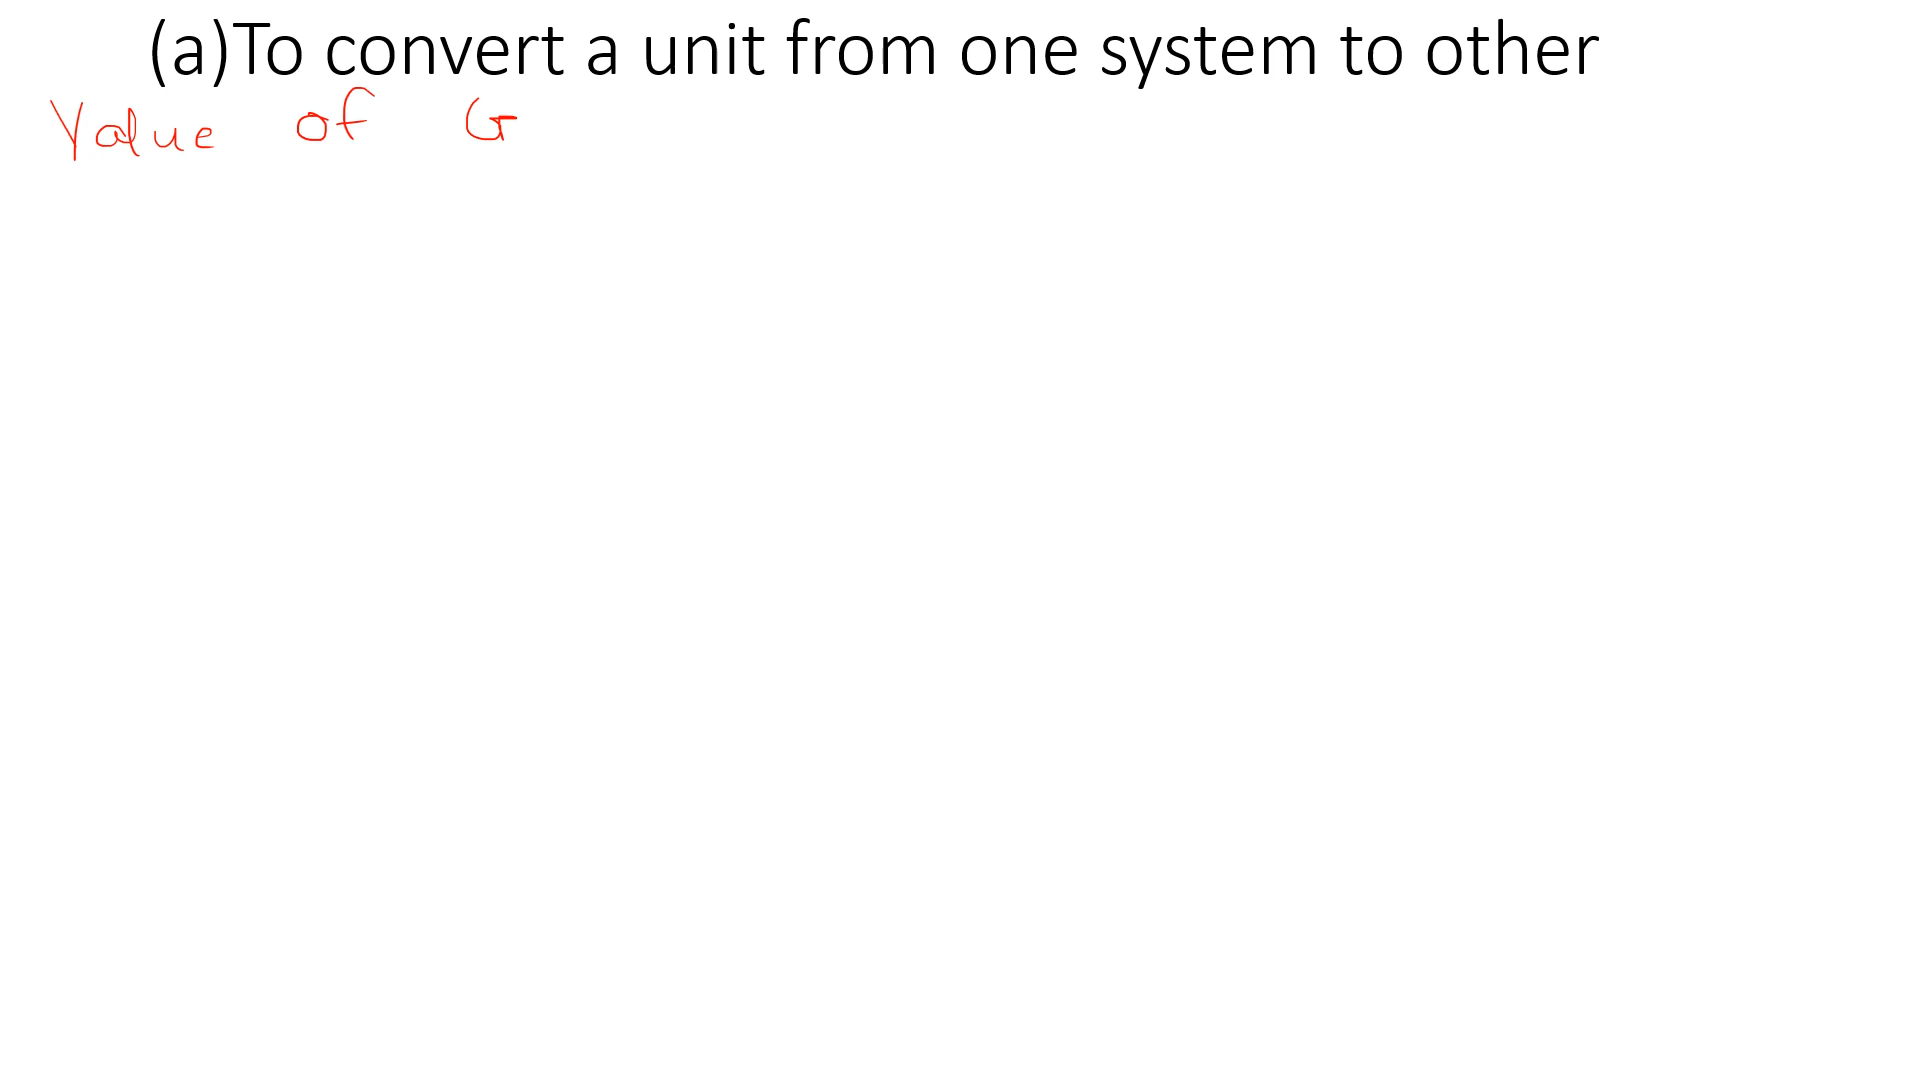 (a)To convert a unit from one system to other
Value of G